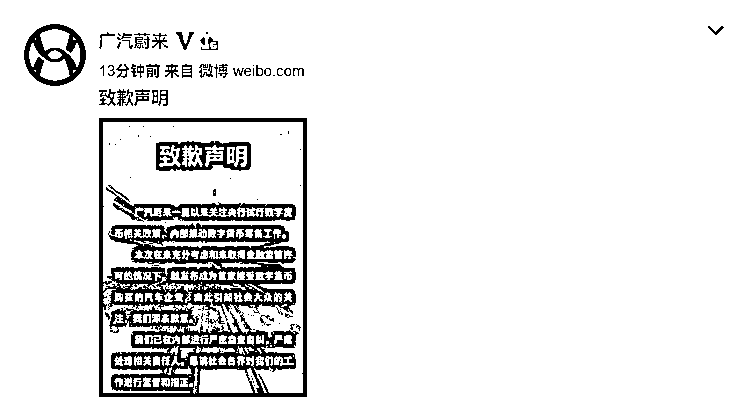 广汽蔚来
13分钟前 来自 微博 weibo.com
致歉声明
致歉声明
广汽蔚来一直以来关注央行试行数字货
币相关政策，内部推动数字货币筹备工作。
本次在未充分考虑和未取得金融监管许
可的情况下，就发布成为首家接受数字货币
购买的汽车企业，由此引起社会大众的关
注，我们深表歉意。
我们已在内部进行严肃自查自纠，严肃
处理相关责任人，恳请社会各界对我们的工
作进行监督和指正。